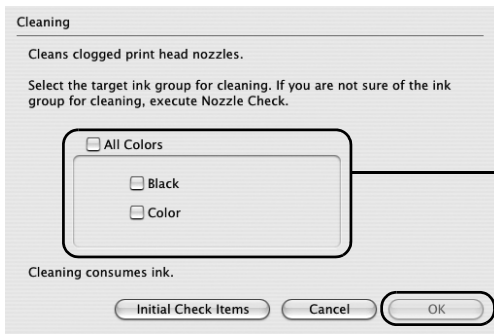 Cleaning
Cleans clogged print head nozzles.
Select the target ink group for cleaning. If you are not sure of the ink
group for cleaning, execute Nozzle Check.
All Colors
Black
Color
Cleaning consumes ink.
Initial Check Items Cancel OK